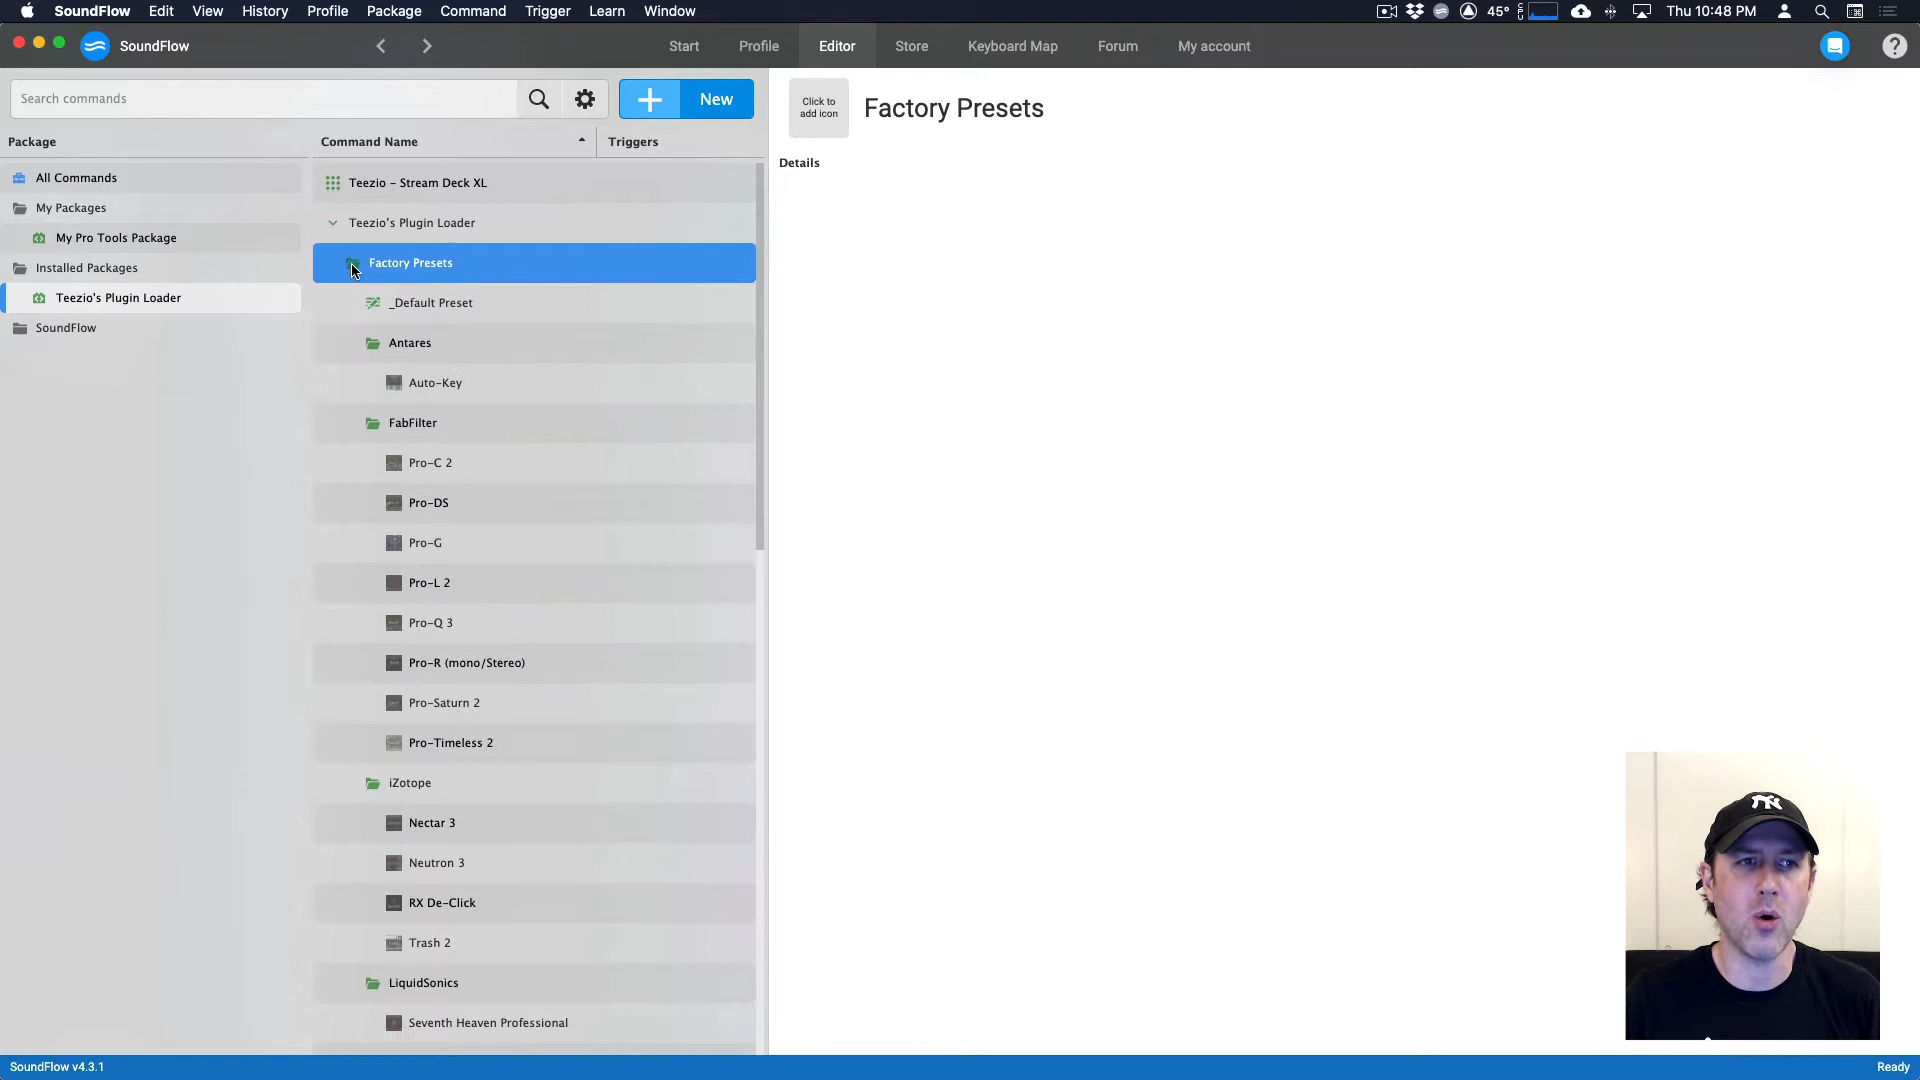 SoundFlow Edit View History Profile Package Command Trigger Learn Window 45° Thu 10:48 PM
SoundFlow Start Profile Editor Store Keyboard Map Forum My account
Search commands New
Click to add icon
Factory Presets
Package Command Name Triggers
Details
All Commands
My Packages
My Pro Tools Package
Installed Packages
Teezio's Plugin Loader
SoundFlow
Teezio - Stream Deck XL
Teezio's Plugin Loader
Factory Presets
_Default Preset
Antares
Auto-Key
FabFilter
Pro-C 2
Pro-DS
Pro-G
Pro-L 2
Pro-Q 3
Pro-R (mono/Stereo)
Pro-Saturn 2
Pro-Timeless 2
iZotope
Nectar 3
Neutron 3
RX De-Click
Trash 2
LiquidSonics
Seventh Heaven Professional
SoundFlow v4.3.1 Ready